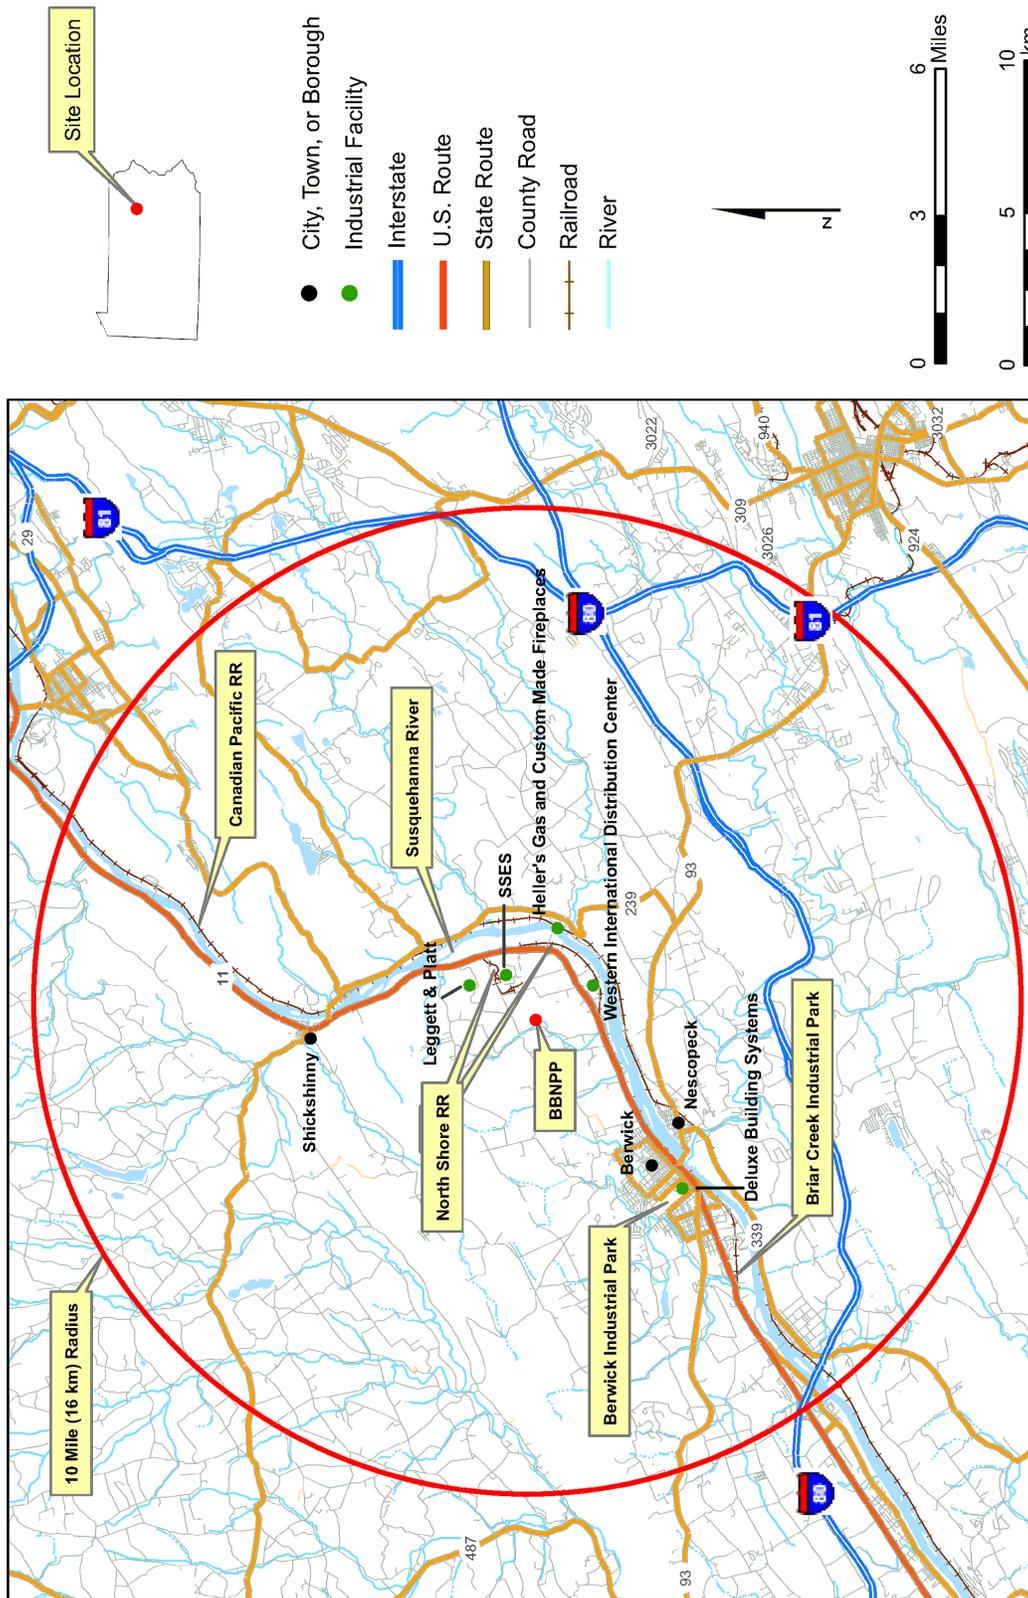 Site Location
City, Town, or Borough
Industrial Facility
Interstate
U.S. Route
State Route
County Road
Railroad
River
N
0 3 6 Miles
0 5 10 km
10 Mile (16 km) Radius
Canadian Pacific RR
Susquehanna River
Shickshinny
North Shore RR
Leggett & Platt
SSES
Heller's Gas and Custom Made Fireplaces
BBNPP
Western International Distribution Center
Berwick Industrial Park
Berwick
Nescopeck
Deluxe Building Systems
Briar Creek Industrial Park
29
81
11
80
81
309
3022
940
3026
924
3032
239
93
339
487
93
80